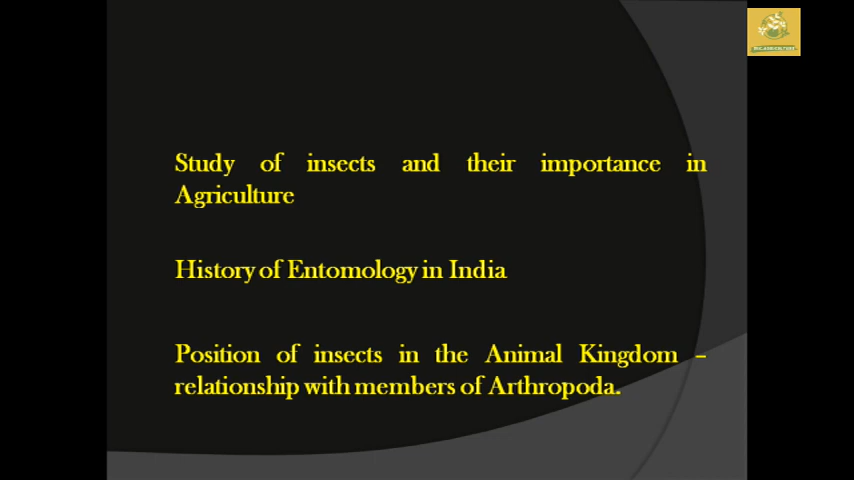 Study of insects and their importance in
Agriculture
History of Entomology in India
Position of insects in the Animal Kingdom –
relationship with members of Arthropoda.